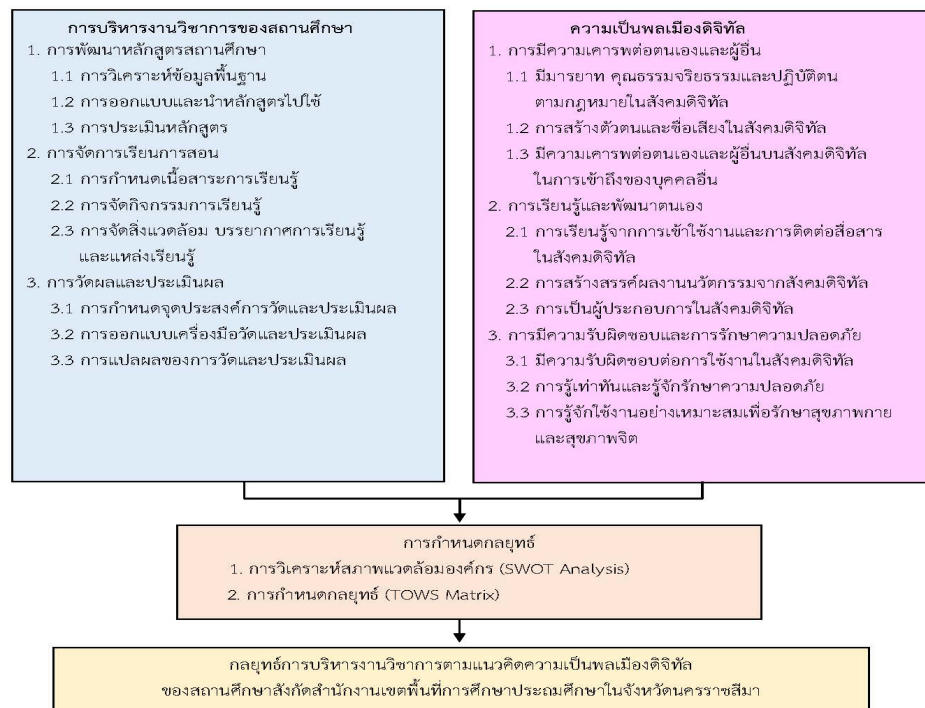 การบริหารงานวิชาการของสถานศึกษา
1. การพัฒนาหลักสูตรสถานศึกษา
1.1 การวิเคราะห์ข้อมูลพื้นฐาน
1.2 การออกแบบและนำหลักสูตรไปใช้
1.3 การประเมินหลักสูตร
2. การจัดการเรียนการสอน
2.1 การกำหนดเนื้อสาระการเรียนรู้
2.2 การจัดกิจกรรมการเรียนรู้
2.3 การจัดสิ่งแวดล้อม บรรยากาศการเรียนรู้
และแหล่งเรียนรู้
3. การวัดผลและประเมินผล
3.1 การกำหนดจุดประสงค์การวัดและประเมินผล
3.2 การออกแบบเครื่องมือวัดและประเมินผล
3.3 การแปลผลของการวัดและประเมินผล
ความเป็นพลเมืองดิจิทัล
1. การมีความเคารพต่อตนเองและผู้อื่น
1.1 มีมารยาท คุณธรรมจริยธรรมและปฏิบัติตน
ตามกฎหมายในสังคมดิจิทัล
1.2 การสร้างตัวตนและชื่อเสียงในสังคมดิจิทัล
1.3 มีความเคารพต่อตนเองและผู้อื่นบนสังคมดิจิทัล
ในการเข้าถึงของบุคคลอื่น
2. การเรียนรู้และพัฒนาตนเอง
2.1 การเรียนรู้จากการเข้าใช้งานและการติดต่อสื่อสาร
ในสังคมดิจิทัล
2.2 การสร้างสรรค์ผลงานนวัตกรรมจากสังคมดิจิทัล
2.3 การเป็นผู้ประกอบการในสังคมดิจิทัล
3. การมีความรับผิดชอบและการรักษาความปลอดภัย
3.1 มีความรับผิดชอบต่อการใช้งานในสังคมดิจิทัล
3.2 การรู้เท่าทันและรู้จักรักษาความปลอดภัย
3.3 การรู้จักใช้งานอย่างเหมาะสมเพื่อรักษาสุขภาพกาย
และสุขภาพจิต
การกำหนดกลยุทธ์
1. การวิเคราะห์สภาพแวดล้อมองค์กร (SWOT Analysis)
2. การกำหนดกลยุทธ์ (TOWS Matrix)
กลยุทธ์การบริหารงานวิชาการตามแนวคิดความเป็นพลเมืองดิจิทัล
ของสถานศึกษาสังกัดสำนักงานเขตพื้นที่การศึกษาประถมศึกษาในจังหวัดนครราชสีมา